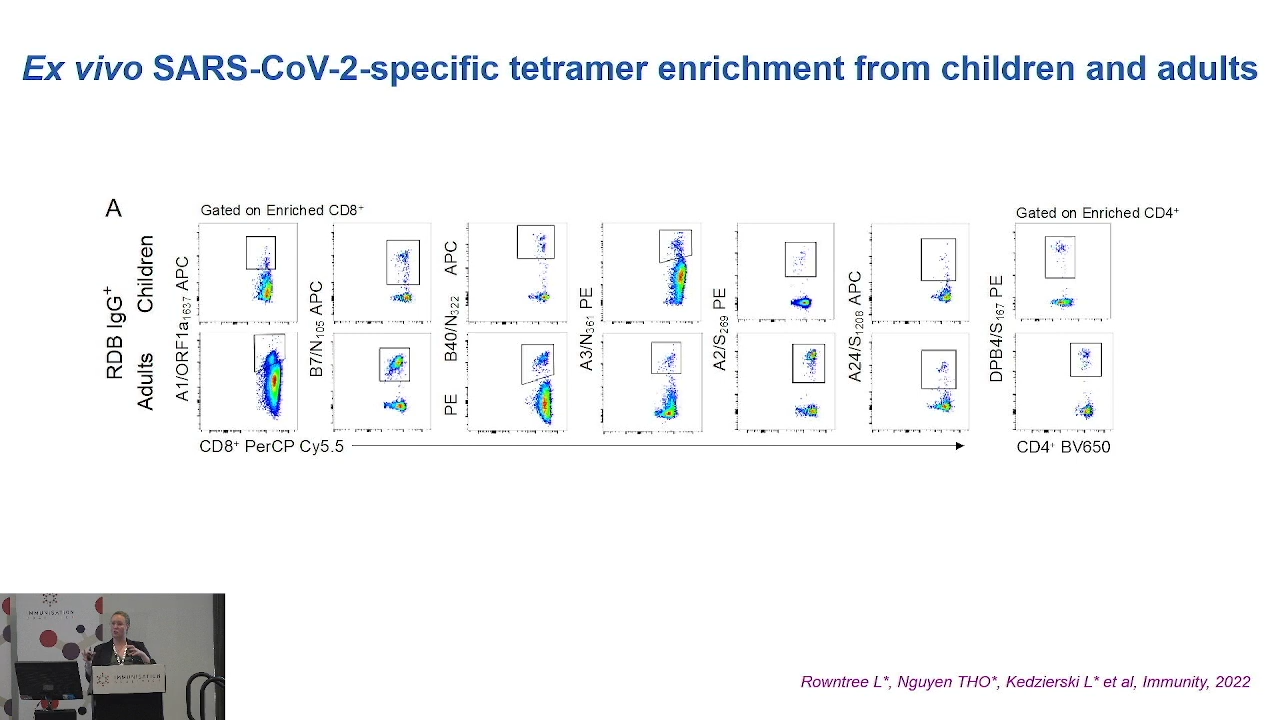 Ex vivo SARS-CoV-2-specific tetramer enrichment from children and adults
A
Gated on Enriched CD8⁺
Gated on Enriched CD4⁺
RDB IgG⁺
Children
Adults
A1/ORF1a₁₆₃₇ APC
B7/N₁₀₅ APC
PE B40/N₃₂₂ APC
A3/N₃₆₁ PE
A2/S₂₆₉ PE
A24/S₁₂₀₈ APC
DPB4/S₁₆₇ PE
CD8⁺ PerCP Cy5.5
CD4⁺ BV650
IMMUNISATION
IMMUNISATION
Rowntree L*, Nguyen THO*, Kedzierski L* et al, Immunity, 2022